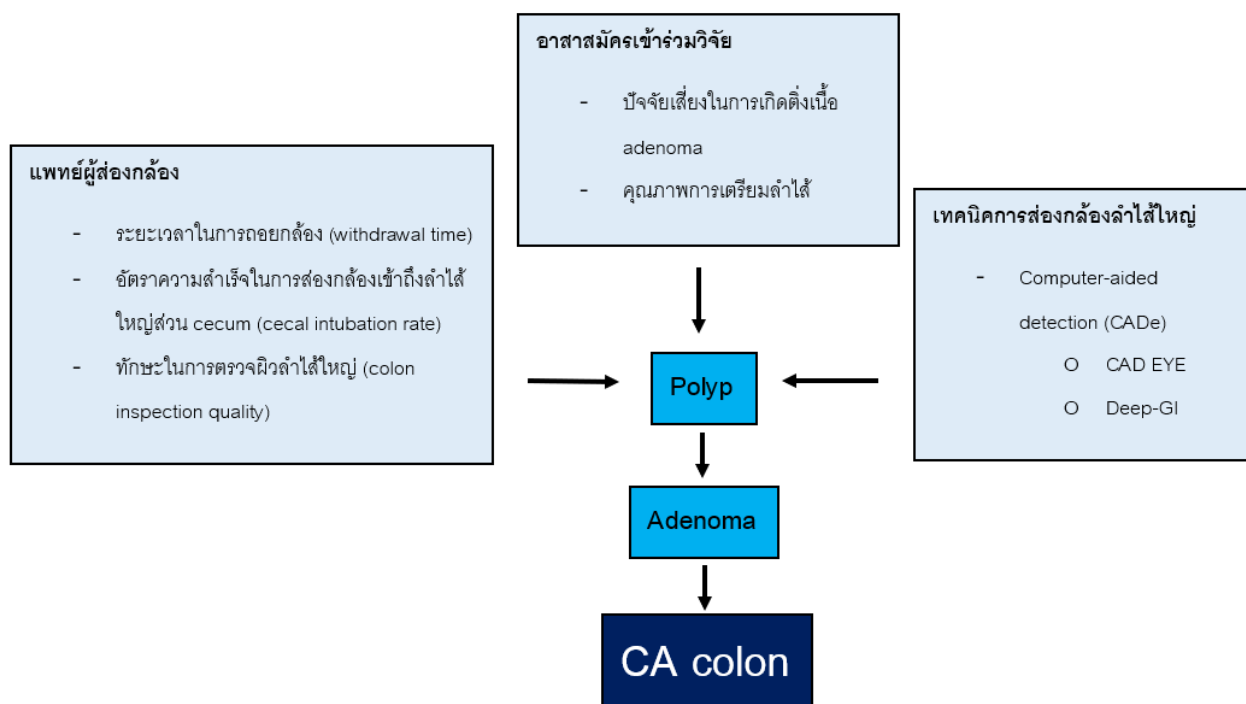 อาสาสมัครเข้าร่วมวิจัย
- ปัจจัยเสี่ยงในการเกิดติ่งเนื้อ
adenoma
- คุณภาพการเตรียมลำไส้
แพทย์ผู้ส่องกล้อง
- ระยะเวลาในการถอยกล้อง (withdrawal time)
- อัตราความสำเร็จในการส่องกล้องเข้าถึงลำไส้
ใหญ่ส่วน cecum (cecal intubation rate)
- ทักษะในการตรวจผิวลำไส้ใหญ่ (colon
inspection quality)
เทคนิคการส่องกล้องลำไส้ใหญ่
- Computer-aided
detection (CADe)
O CAD EYE
O Deep-GI
Polyp
Adenoma
CA colon